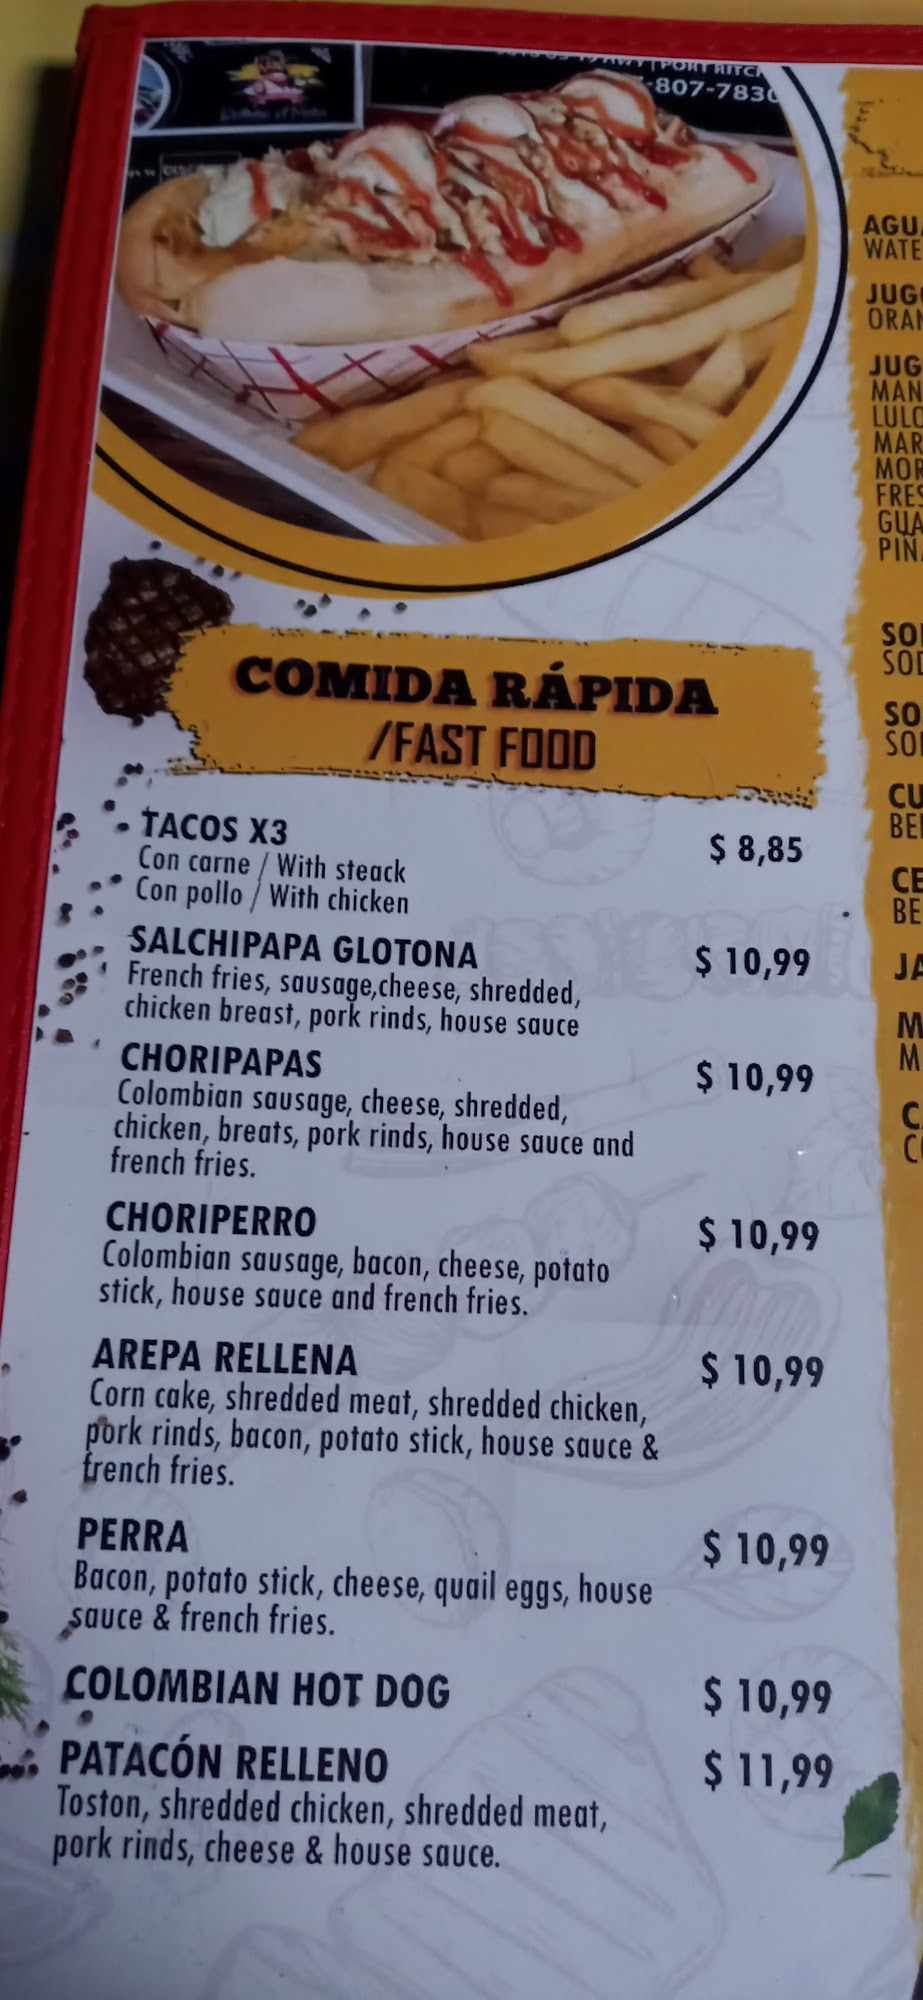 -807-7830
COMIDA RÁPIDA
/FAST FOOD
TACOS X3
$ 8,85
Con carne / With steack
Con pollo / With chicken
SALCHIPAPA GLOTONA
$ 10,99
French fries, sausage,cheese, shredded,
chicken breast, pork rinds, house sauce
CHORIPAPAS
$ 10,99
Colombian sausage, cheese, shredded,
chicken, breats, pork rinds, house sauce and
french fries.
CHORIPERRO
$ 10,99
Colombian sausage, bacon, cheese, potato
stick, house sauce and french fries.
AREPA RELLENA
$ 10,99
Corn cake, shredded meat, shredded chicken,
pork rinds, bacon, potato stick, house sauce &
french fries.
PERRA
$ 10,99
Bacon, potato stick, cheese, quail eggs, house
sauce & french fries.
COLOMBIAN HOT DOG
$ 10,99
PATACÓN RELLENO
$ 11,99
Toston, shredded chicken, shredded meat,
pork rinds, cheese & house sauce.
AGU
WATE
JUG
ORAN
JUG
MAN
LULO
MAR
MOR
FRES
GUA
PIÑ
SO
SOD
SO
SO
CU
BE
CE
BE
JA
M
M
C
C